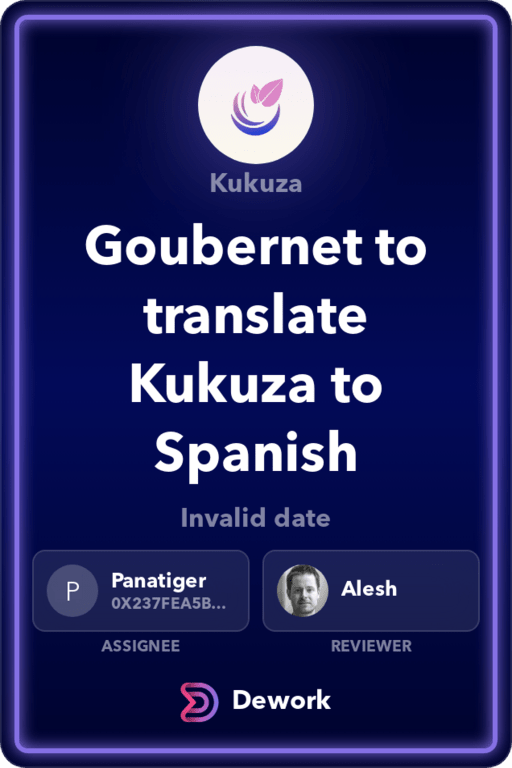 Kukuza
Goubernet to
translate
Kukuza to
Spanish
Invalid date
P
Panatiger
0X237FEA5B...
ASSIGNEE
Alesh
REVIEWER
Dework